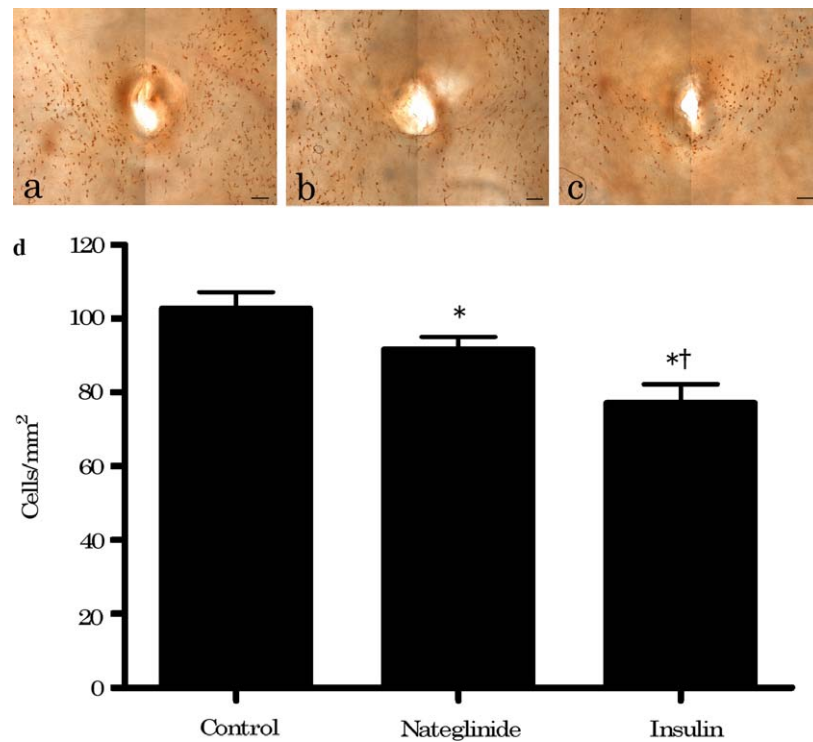 a
b
c
d
120
100
80
60
40
20
0
Cells/mm²
*
*†
Control
Nateglinide
Insulin